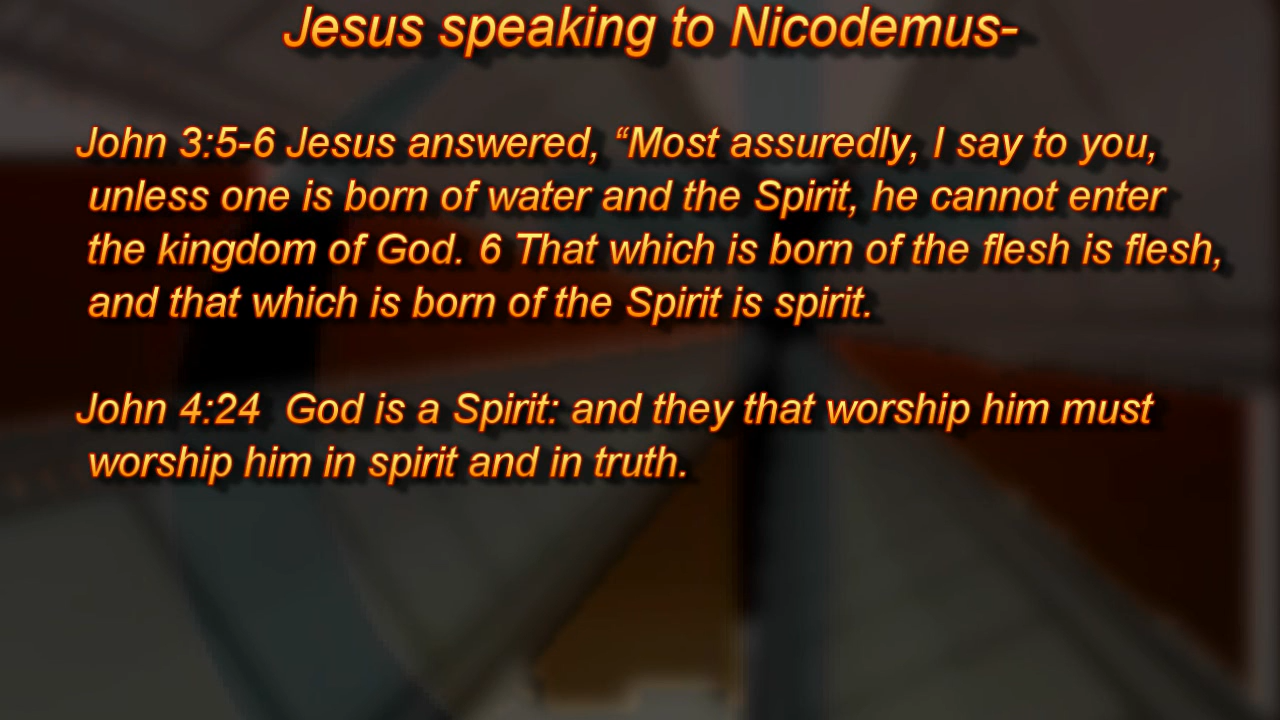 Jesus speaking to Nicodemus-
John 3:5-6 Jesus answered, “Most assuredly, I say to you,
unless one is born of water and the Spirit, he cannot enter
the kingdom of God. 6 That which is born of the flesh is flesh,
and that which is born of the Spirit is spirit.
John 4:24  God is a Spirit: and they that worship him must
worship him in spirit and in truth.